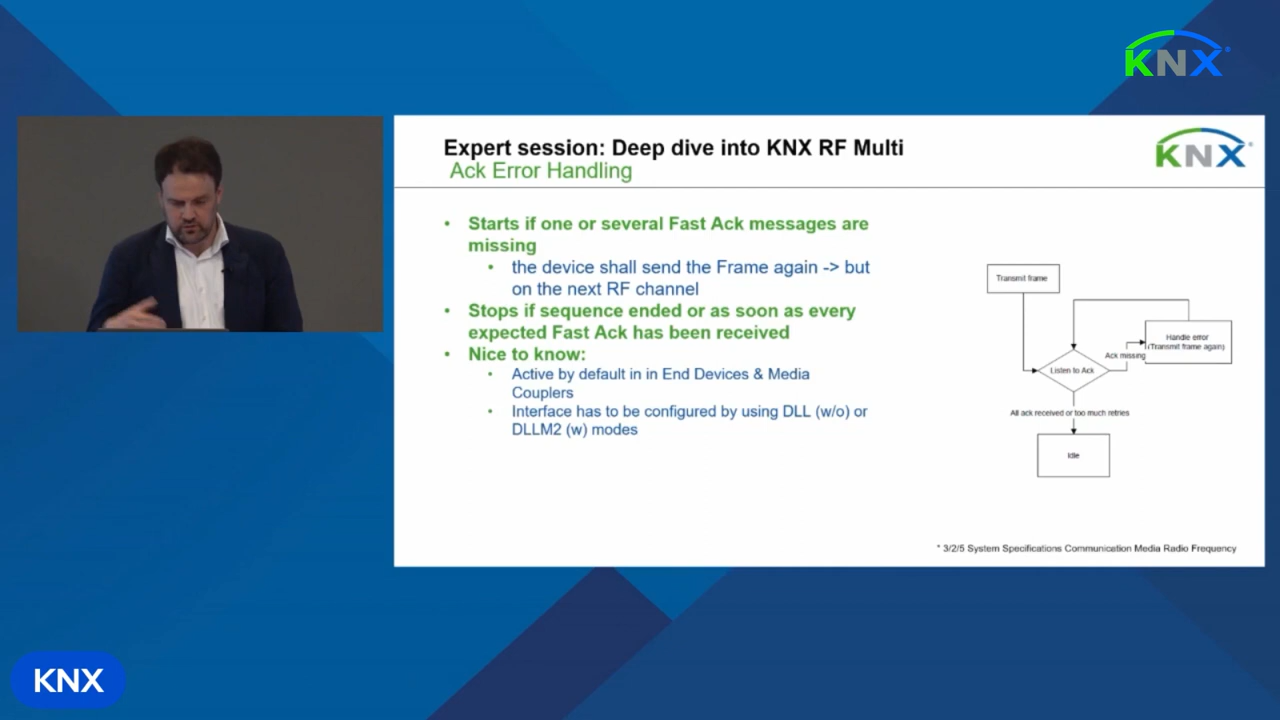 KNX
Expert session: Deep dive into KNX RF Multi
Ack Error Handling
KNX
• Starts if one or several Fast Ack messages are
missing
• the device shall send the Frame again -> but
on the next RF channel
• Stops if sequence ended or as soon as every
expected Fast Ack has been received
• Nice to know:
• Active by default in in End Devices & Media
Couplers
• Interface has to be configured by using DLL (w/o) or
DLLM2 (w) modes
Transmit frame
Handle error
(Transmit frame again)
Ack missing
Listen to Ack
All ack received or too much retries
Idle
* 3/2/5 System Specifications Communication Media Radio Frequency
KNX